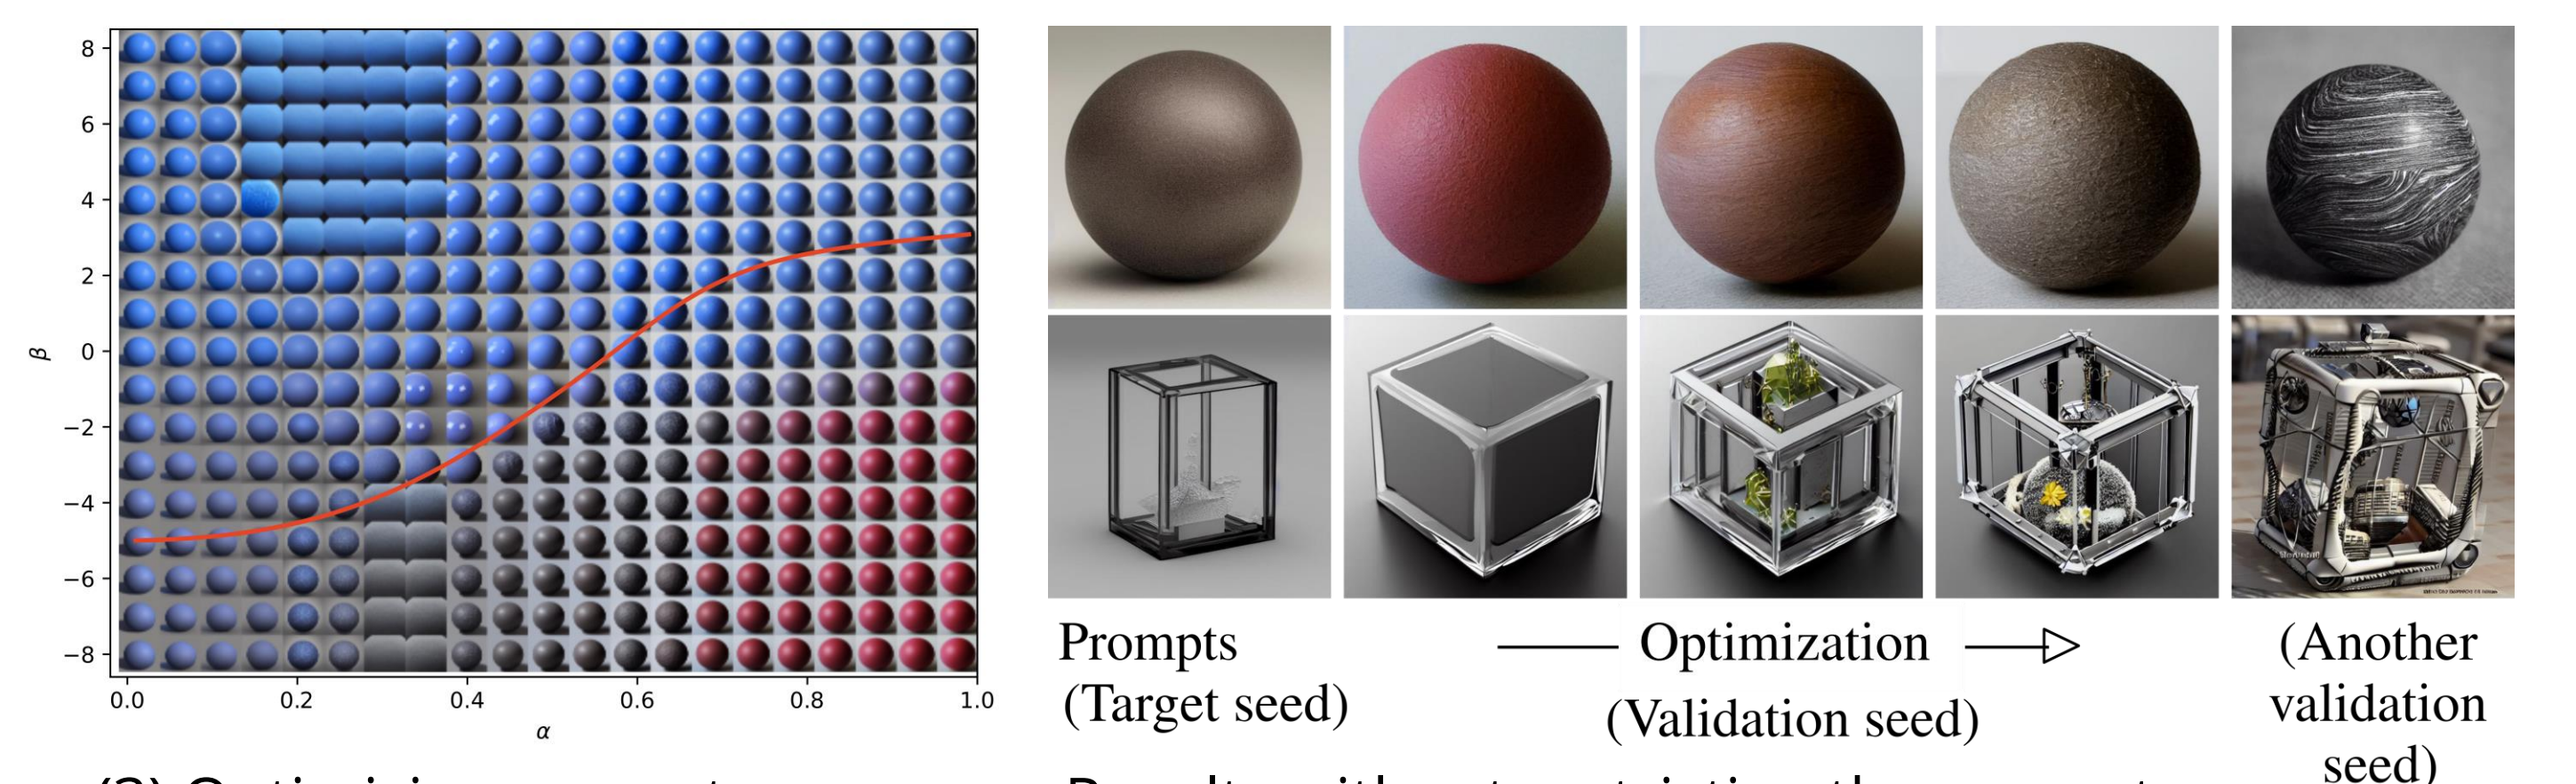 8
6
4
2
0
−2
−4
−6
−8
β
0.0 0.2 0.4 0.6 0.8 1.0
α
Prompts
(Target seed)
Optimization
(Validation seed)
(Another
validation
seed)